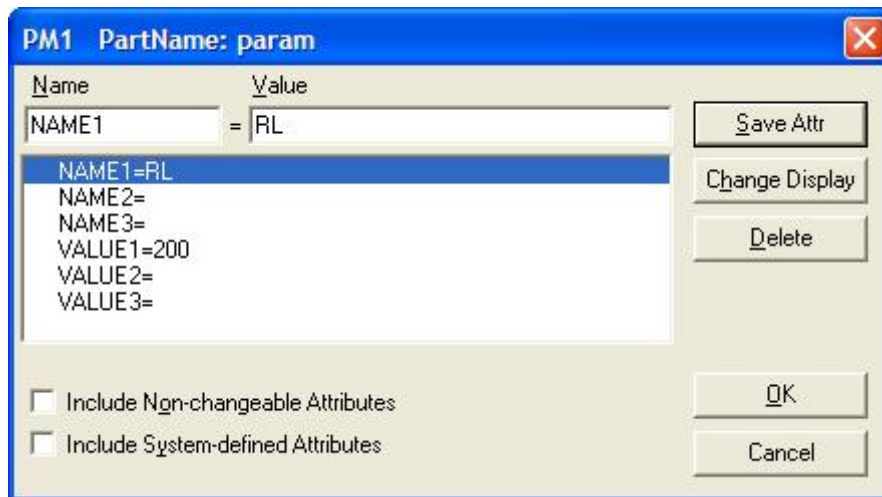 PM1 PartName: param
Name Value
NAME1 = RL
Save Attr
NAME1=RL
Change Display
NAME2=
NAME3=
Delete
VALUE1=200
VALUE2=
VALUE3=
Include Non-changeable Attributes
OK
Include System-defined Attributes
Cancel